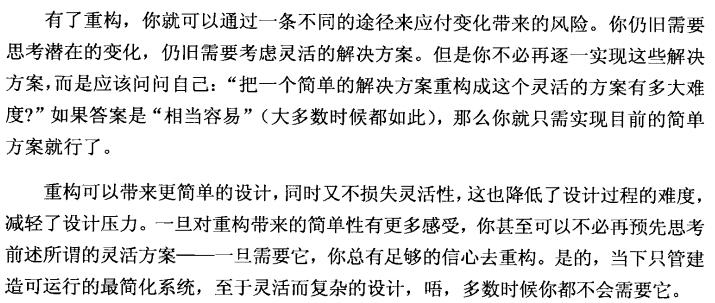 有了重构，你就可以通过一条不同的途径来应付变化带来的风险。你仍旧需要
思考潜在的变化，仍旧需要考虑灵活的解决方案。但是你不必再逐一实现这些解决
方案，而是应该问问自己：“把一个简单的解决方案重构成这个灵活的方案有多大难
度?”如果答案是“相当容易”（大多数时候都如此），那么你就只需实现目前的简单
方案就行了。
重构可以带来更简单的设计，同时又不损失灵活性，这也降低了设计过程的难度，
减轻了设计压力。一旦对重构带来的简单性有更多感受，你甚至可以不必再预先思考
前述所谓的灵活方案——一旦需要它，你总有足够的信心去重构。是的，当下只管建
造可运行的最简化系统，至于灵活而复杂的设计，唔，多数时候你都不会需要它。